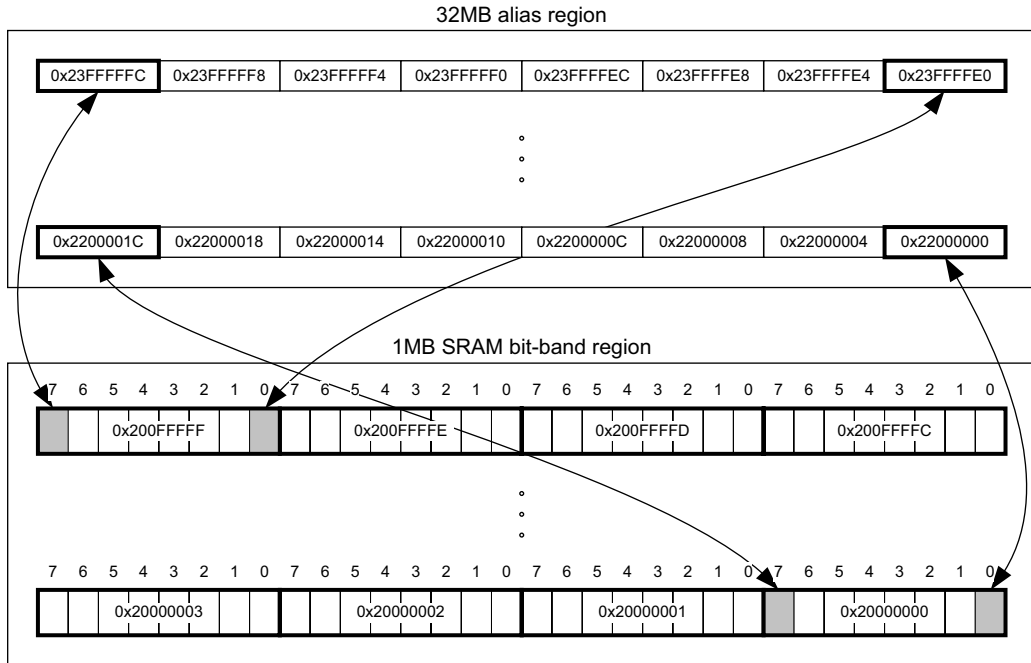 32MB alias region
0x23FFFFFC 0x23FFFFF8 0x23FFFFF4 0x23FFFFF0 0x23FFFFEC 0x23FFFFE8 0x23FFFFE4 0x23FFFFE0
0x2200001C 0x22000018 0x22000014 0x22000010 0x2200000C 0x22000008 0x22000004 0x22000000
1MB SRAM bit-band region
7 6 5 4 3 2 1 0 7 6 5 4 3 2 1 0 7 6 5 4 3 2 1 0 7 6 5 4 3 2 1 0
0x200FFFFF 0x200FFFFE 0x200FFFFD 0x200FFFFC
7 6 5 4 3 2 1 0 7 6 5 4 3 2 1 0 7 6 5 4 3 2 1 0 7 6 5 4 3 2 1 0
0x20000003 0x20000002 0x20000001 0x20000000